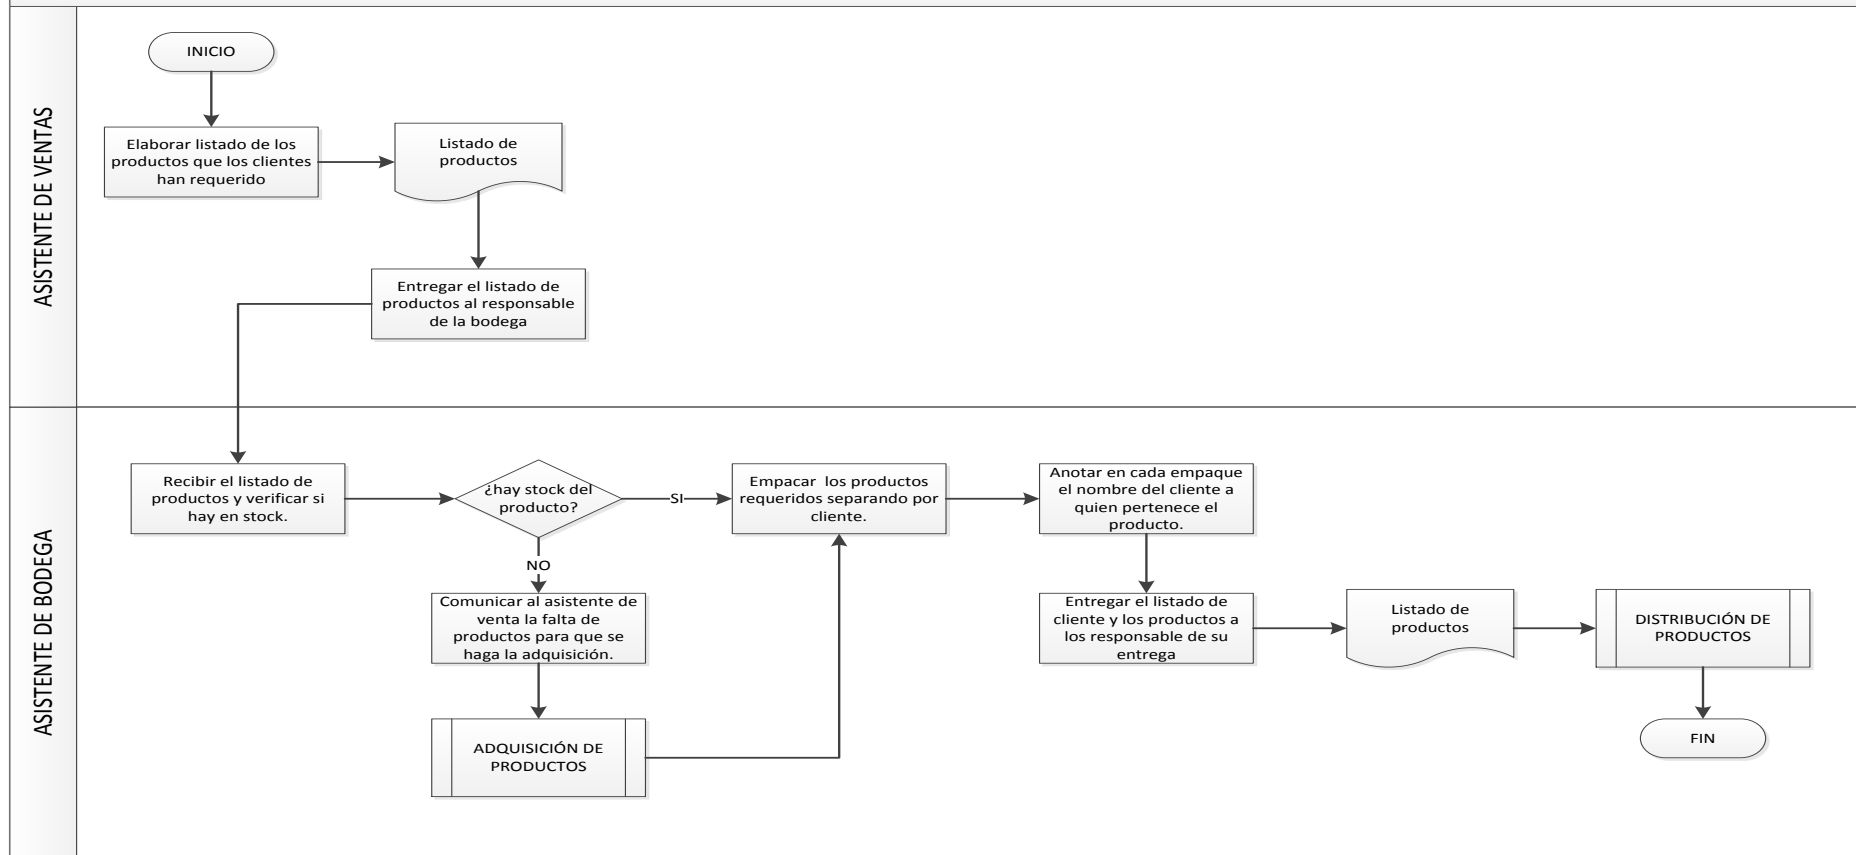 ASISTENTE DE VENTAS
INICIO
Elaborar listado de los
productos que los clientes
han requerido
Listado de
productos
Entregar el listado de
productos al responsable
de la bodega
ASISTENTE DE BODEGA
Recibir el listado de
productos y verificar si
hay en stock.
¿hay stock del
producto?
SI
NO
Comunicar al asistente de
venta la falta de
productos para que se
haga la adquisición.
ADQUISICIÓN DE
PRODUCTOS
Empacar los productos
requeridos separando por
cliente.
Anotar en cada empaque
el nombre del cliente a
quien pertenece el
producto.
Entregar el listado de
cliente y los productos a
los responsable de su
entrega
Listado de
productos
DISTRIBUCIÓN DE
PRODUCTOS
FIN